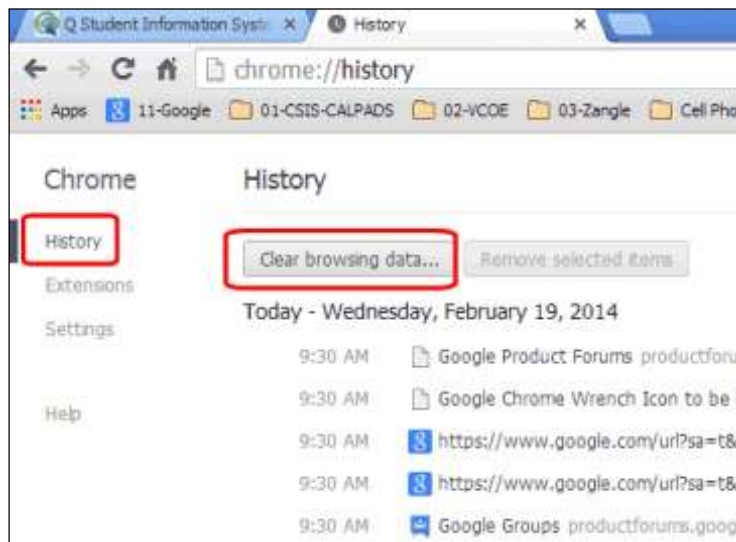 Q Student Information Syst
History
chrome://history
Apps 11-Google 01-CSIS-CALPADS 02-VCOE 03-Zangle Cell Pho
Chrome
History
Extensions
Settings
Help
History
Clear browsing data... Remove selected items
Today - Wednesday, February 19, 2014
9:30 AM Google Product Forums productforu
9:30 AM Google Chrome Wrench Icon to be
9:30 AM https://www.google.com/url?sa=t&
9:30 AM https://www.google.com/url?sa=t&
9:30 AM Google Groups productforums.goog